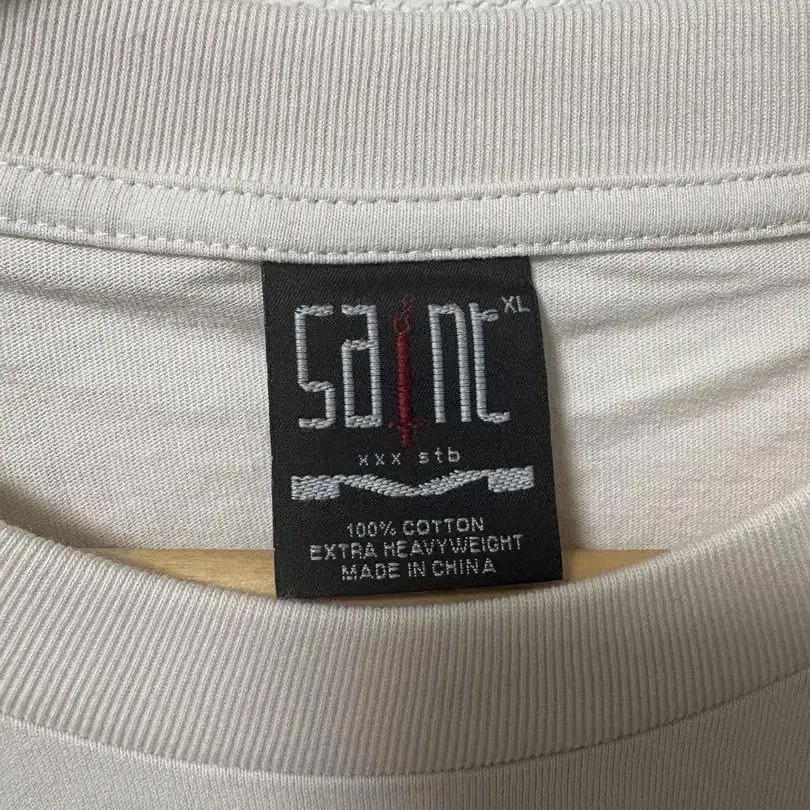 saint XL
xxx stb
100% COTTON
EXTRA HEAVYWEIGHT
MADE IN CHINA